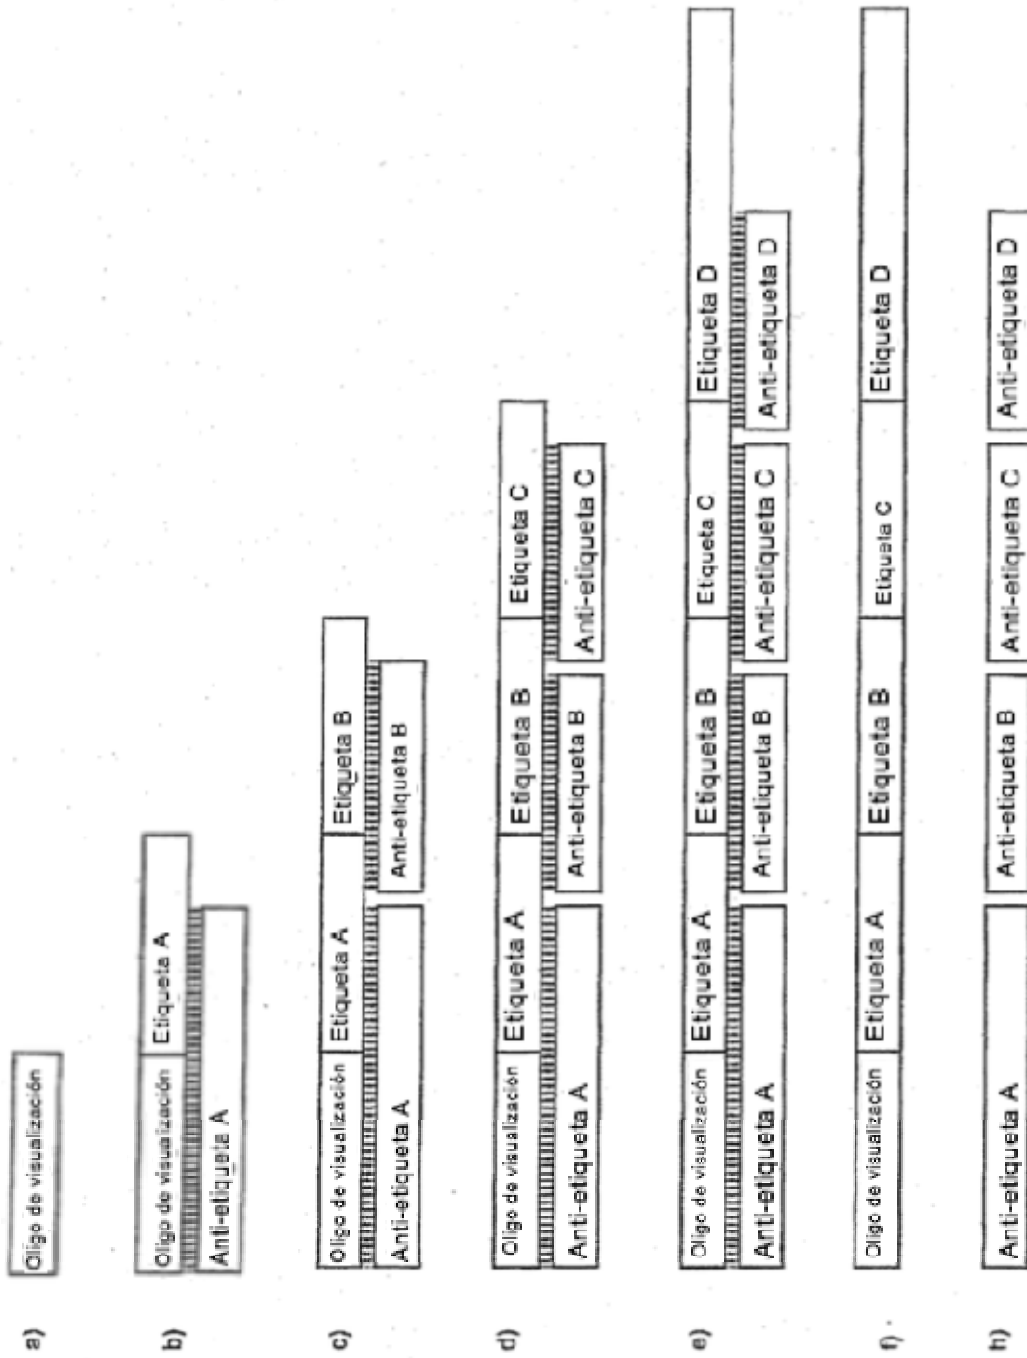 a)
Oligo de visualización
b)
Oligo de visualización
Etiqueta A
Anti-etiqueta A
c)
Oligo de visualización
Etiqueta A
Etiqueta B
Anti-etiqueta A
Anti-etiqueta B
d)
Oligo de visualización
Etiqueta A
Etiqueta B
Etiqueta C
Anti-etiqueta A
Anti-etiqueta B
Anti-etiqueta C
e)
Oligo de visualización
Etiqueta A
Etiqueta B
Etiqueta C
Etiqueta D
Anti-etiqueta A
Anti-etiqueta B
Anti-etiqueta C
Anti-etiqueta D
f)
Oligo de visualización
Etiqueta A
Etiqueta B
Etiqueta C
Etiqueta D
h)
Anti-etiqueta A
Anti-etiqueta B
Anti-etiqueta C
Anti-etiqueta D